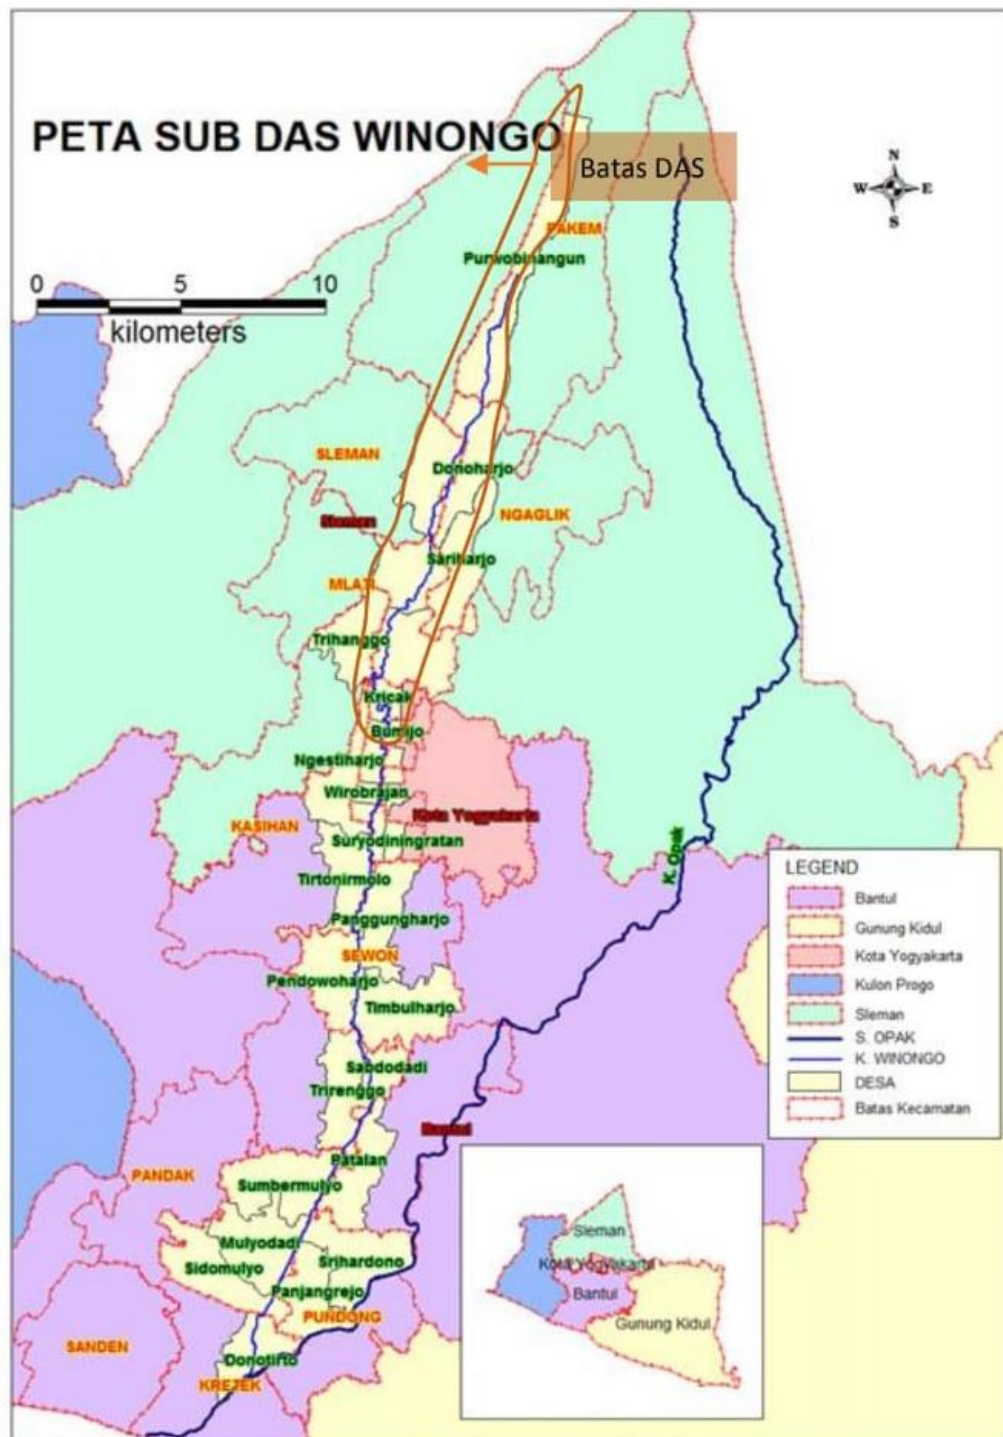 PETA SUB DAS WINONGO
Batas DAS
N
W E
S
PAKEM
Purwobinangun
0 5 10
kilometers
SLEMAN
Donoharjo
NGAGLIK
Sleman
Sariharjo
MLATI
Trihanggo
Kricak
Bumijo
Ngestiharjo
Wirobrajan
Kota Yogyakarta
KASIHAN
Suryodiningratan
K. Opak
Tirtonirmolo
Panggungharjo
SEWON
Pendowoharjo
Timbulharjo
Sabdodadi
Trirenggo
Bantul
Patalan
PANDAK
Sumbermulyo
Mulyodadi
Sidomulyo
Srihardono
Panjangrejo
PUNDONG
SANDEN
Donotirto
KRETEK
LEGEND
Bantul
Gunung Kidul
Kota Yogyakarta
Kulon Progo
Sleman
S. OPAK
K. WINONGO
DESA
Batas Kecamatan
Sleman
Kota Yogyakarta
Bantul
Gunung Kidul